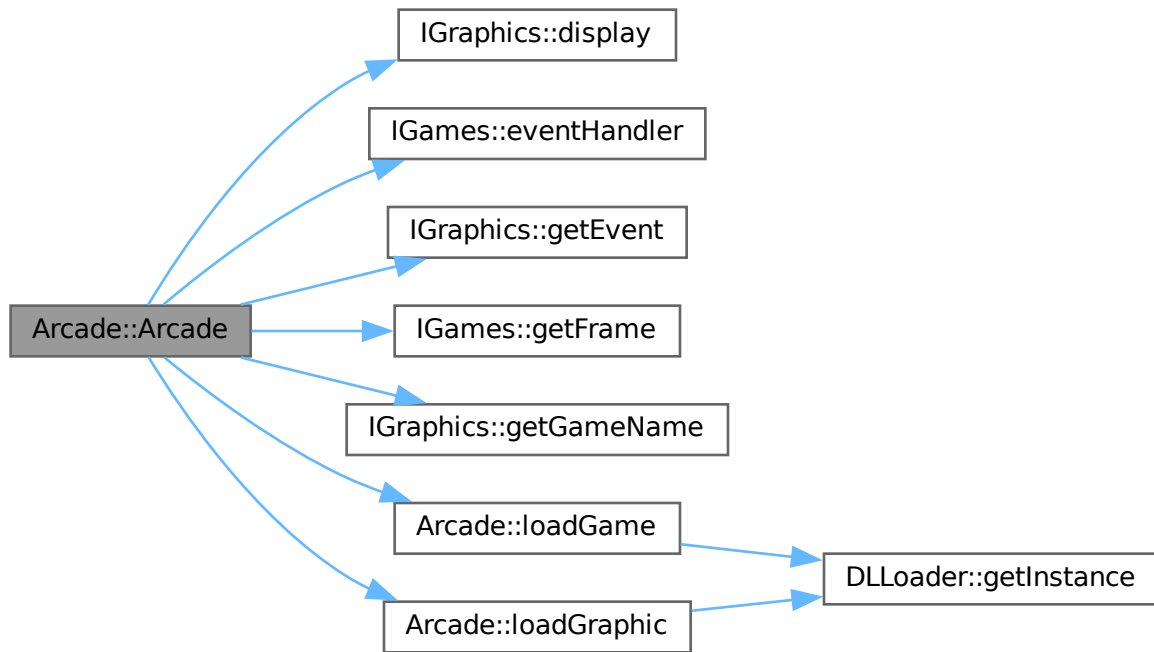 IGraphics::display
IGames::eventHandler
IGraphics::getEvent
Arcade::Arcade
IGames::getFrame
IGraphics::getGameName
Arcade::loadGame
DLLoader::getInstance
Arcade::loadGraphic